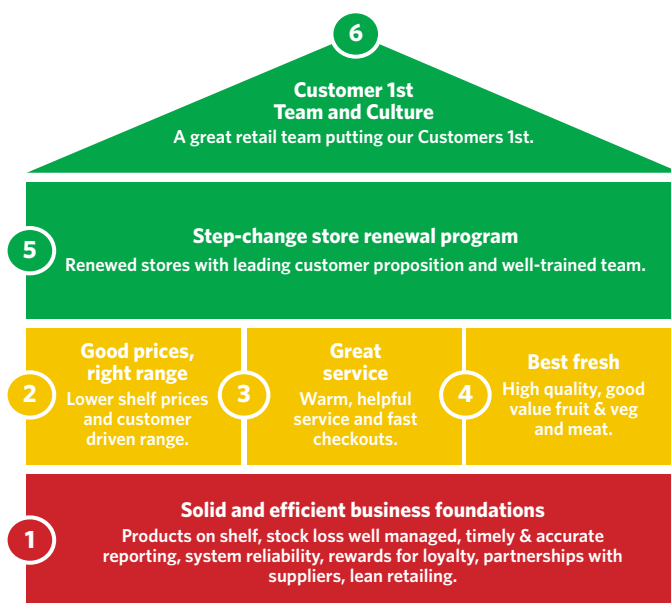 6
Customer 1st
Team and Culture
A great retail team putting our Customers 1st.
5
Step-change store renewal program
Renewed stores with leading customer proposition and well-trained team.
2
Good prices,
right range
Lower shelf prices
and customer
driven range.
3
Great
service
Warm, helpful
service and fast
checkouts.
4
Best fresh
High quality, good
value fruit & veg
and meat.
1
Solid and efficient business foundations
Products on shelf, stock loss well managed, timely & accurate
reporting, system reliability, rewards for loyalty, partnerships with
suppliers, lean retailing.